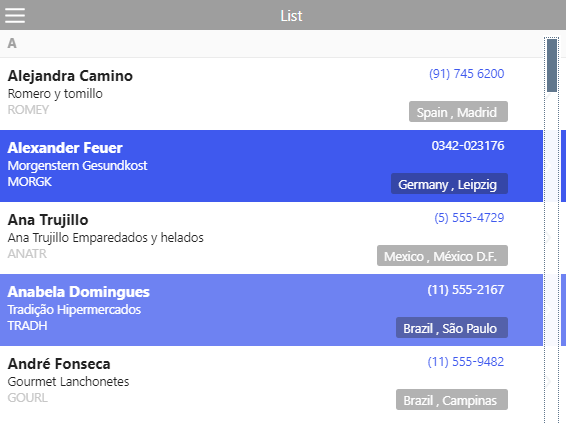 List
A
Alejandra Camino
(91) 745 6200
Romero y tomillo
ROMEY
Spain , Madrid
Alexander Feuer
0342-023176
Morgenstern Gesundkost
MORGK
Germany , Leipzig
Ana Trujillo
(5) 555-4729
Ana Trujillo Emparedados y helados
ANATR
Mexico , México D.F.
Anabela Domingues
(11) 555-2167
Tradição Hipermercados
TRADH
Brazil , São Paulo
André Fonseca
(11) 555-9482
Gourmet Lanchonetes
GOURL
Brazil , Campinas